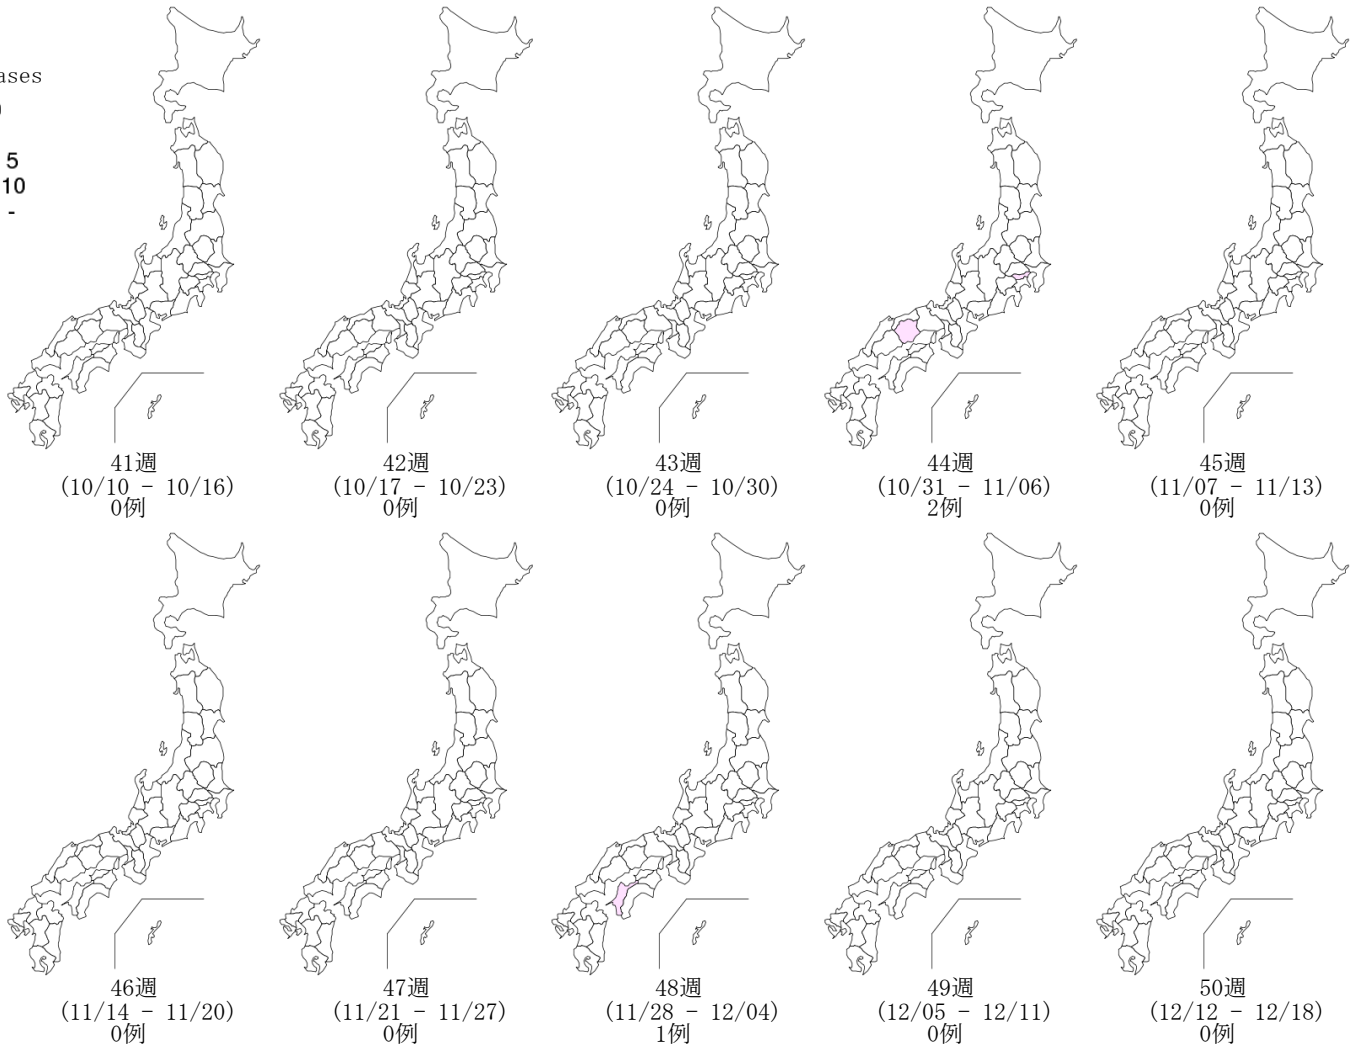 ases
5
10
-
41週
(10/10 - 10/16)
0例
42週
(10/17 - 10/23)
0例
43週
(10/24 - 10/30)
0例
44週
(10/31 - 11/06)
2例
45週
(11/07 - 11/13)
0例
46週
(11/14 - 11/20)
0例
47週
(11/21 - 11/27)
0例
48週
(11/28 - 12/04)
1例
49週
(12/05 - 12/11)
0例
50週
(12/12 - 12/18)
0例